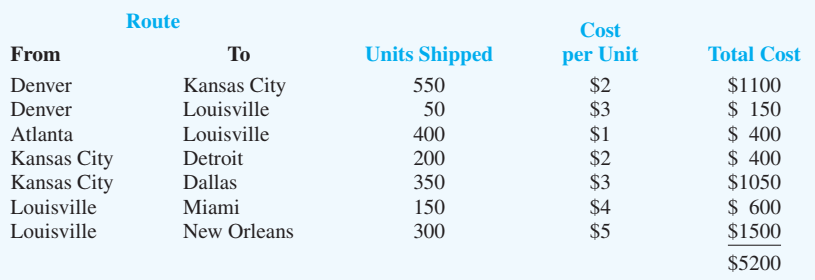 Route
Cost
From To Units Shipped per Unit Total Cost
Denver Kansas City 550 $2 $1100
Denver Louisville 50 $3 $ 150
Atlanta Louisville 400 $1 $ 400
Kansas City Detroit 200 $2 $ 400
Kansas City Dallas 350 $3 $1050
Louisville Miami 150 $4 $ 600
Louisville New Orleans 300 $5 $1500
$5200